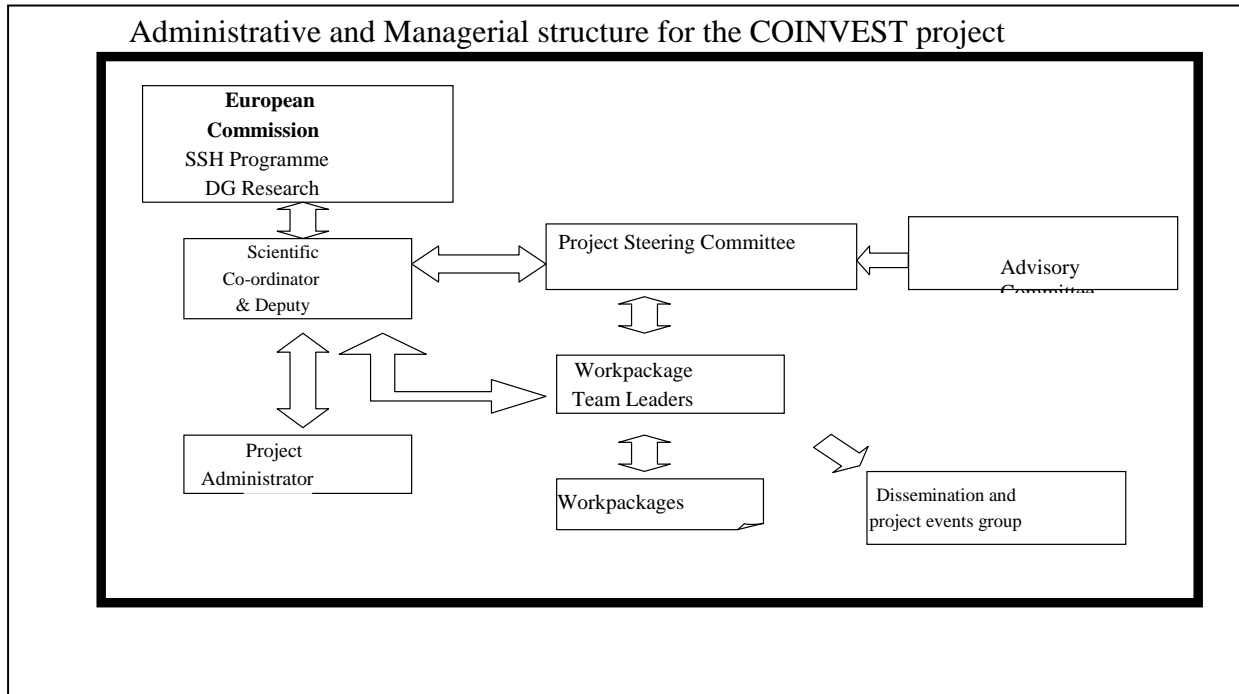 Administrative and Managerial structure for the COINVEST project
European
Commission
SSH Programme
DG Research
Scientific
Co-ordinator
& Deputy
Project Steering Committee
Advisory
Committee
Workpackage
Team Leaders
Project
Administrator
Workpackages
Dissemination and
project events group